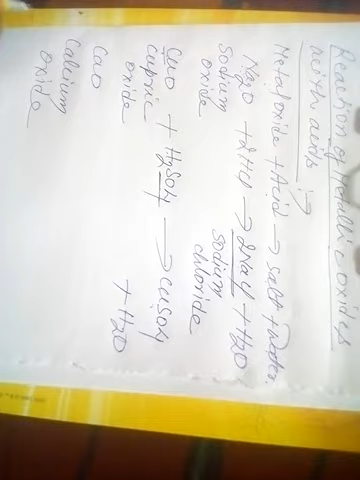 Reaction of Metallic oxides
with acids :→
Metal oxide + Acid → salt + water.
Na2O + 2HCl → 2NaCl + H2O
Sodium oxide
sodium chloride
CuO + H2SO4 → CuSO4 + H2O
cupric oxide
CaO
Calcium oxide